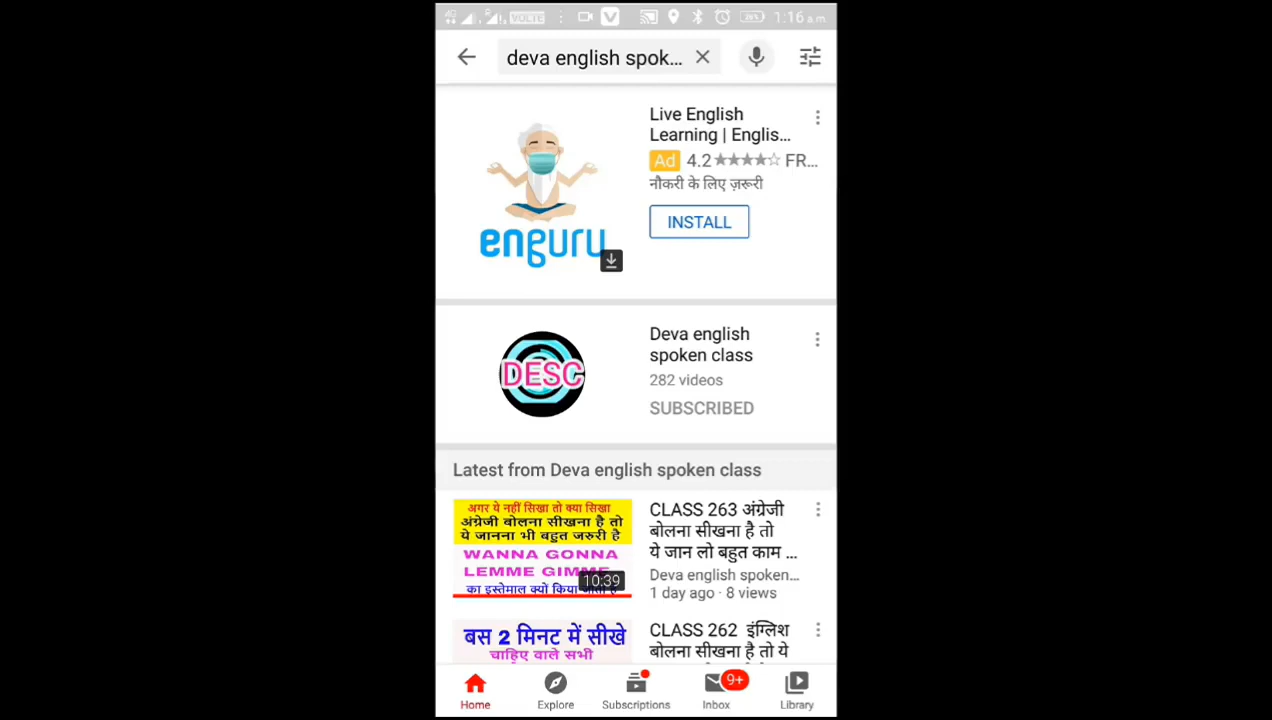 VOLTE
1:16 a.m
deva english spok...
Live English
Learning | Englis...
Ad 4.2 FR...
नौकरी के लिए ज़रूरी
INSTALL
enguru
Deva english
spoken class
DESC
282 videos
SUBSCRIBED
Latest from Deva english spoken class
अगर ये नहीं सिखा तो क्या सिखा
अंग्रेजी बोलना सीखना है तो
ये जानना भी बहुत जरुरी है
WANNA GONNA
LEMME GIMME
10:39
का इस्तेमाल क्यों किया जाता है
CLASS 263 अंग्रेजी
बोलना सीखना है तो
ये जान लो बहुत काम ...
Deva english spoken...
1 day ago · 8 views
बस 2 मिनट में सीखे
चाहिए वाले सभी
CLASS 262 इंग्लिश
बोलना सीखना है तो ये
9+
Home Explore Subscriptions Inbox Library